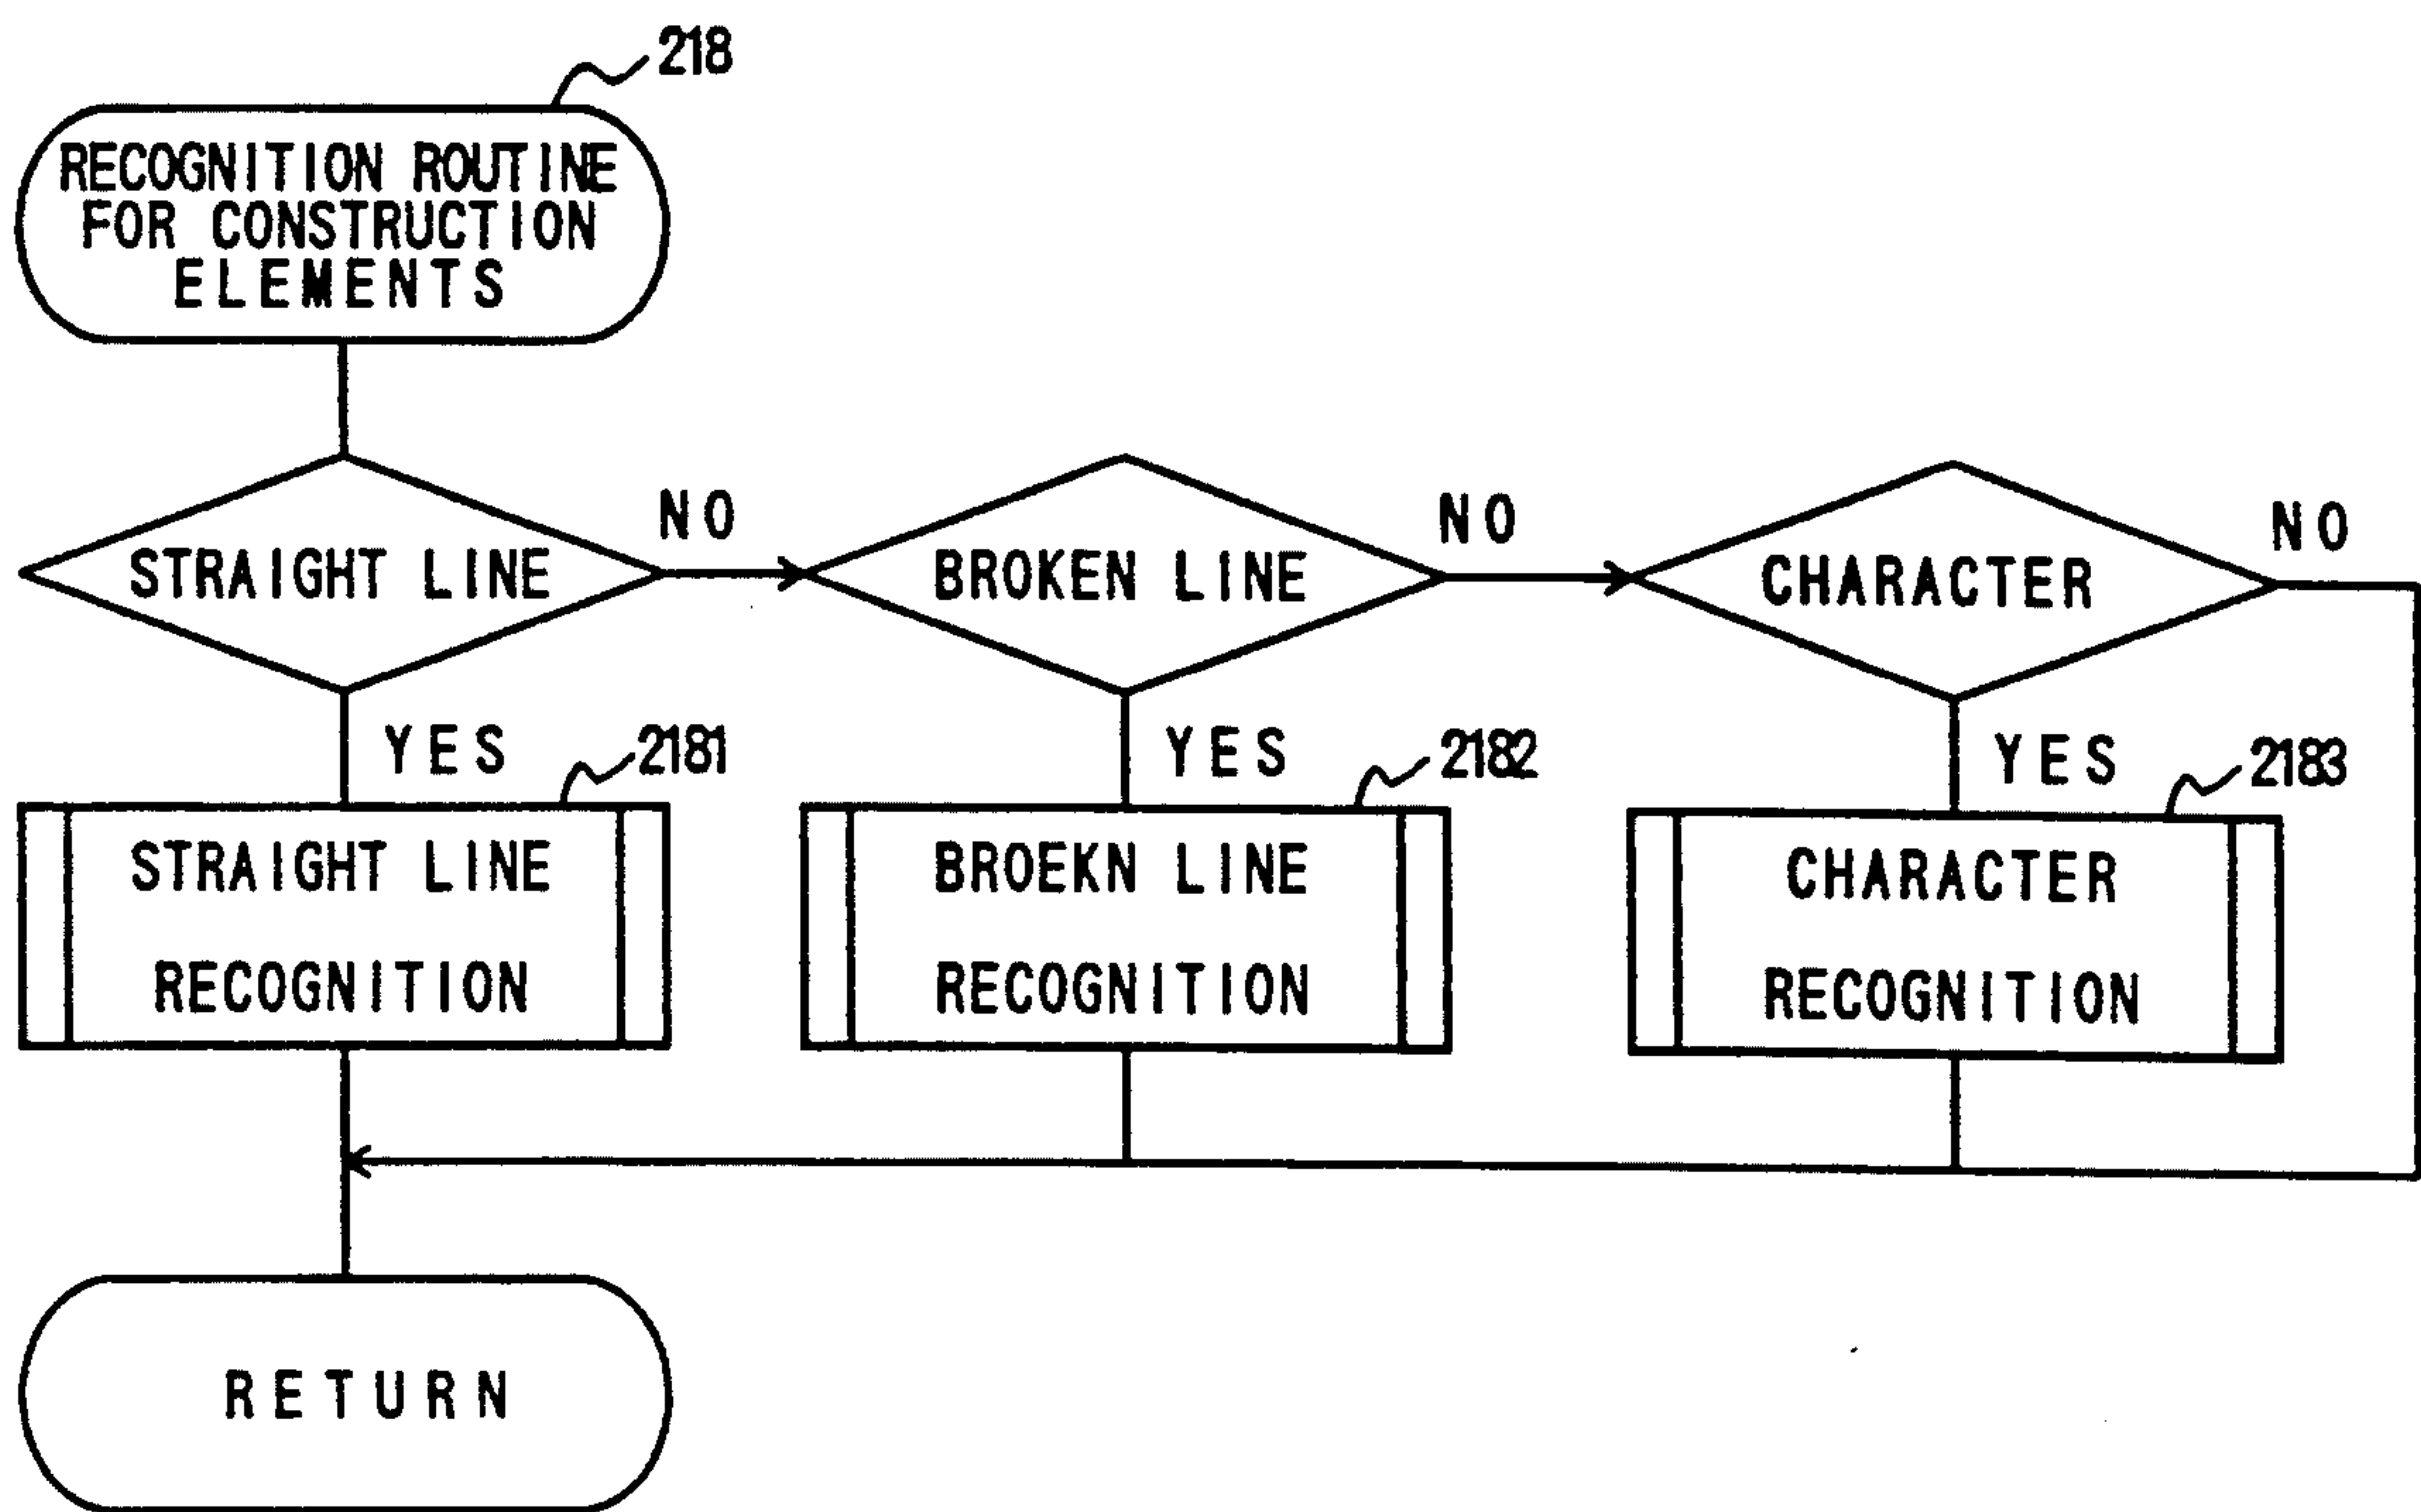 218
RECOGNITION ROUTINE
FOR CONSTRUCTION
ELEMENTS
STRAIGHT LINE
NO
BROKEN LINE
NO
CHARACTER
NO
YES
2181
YES
2182
YES
2183
STRAIGHT LINE
RECOGNITION
BROEKN LINE
RECOGNITION
CHARACTER
RECOGNITION
RETURN